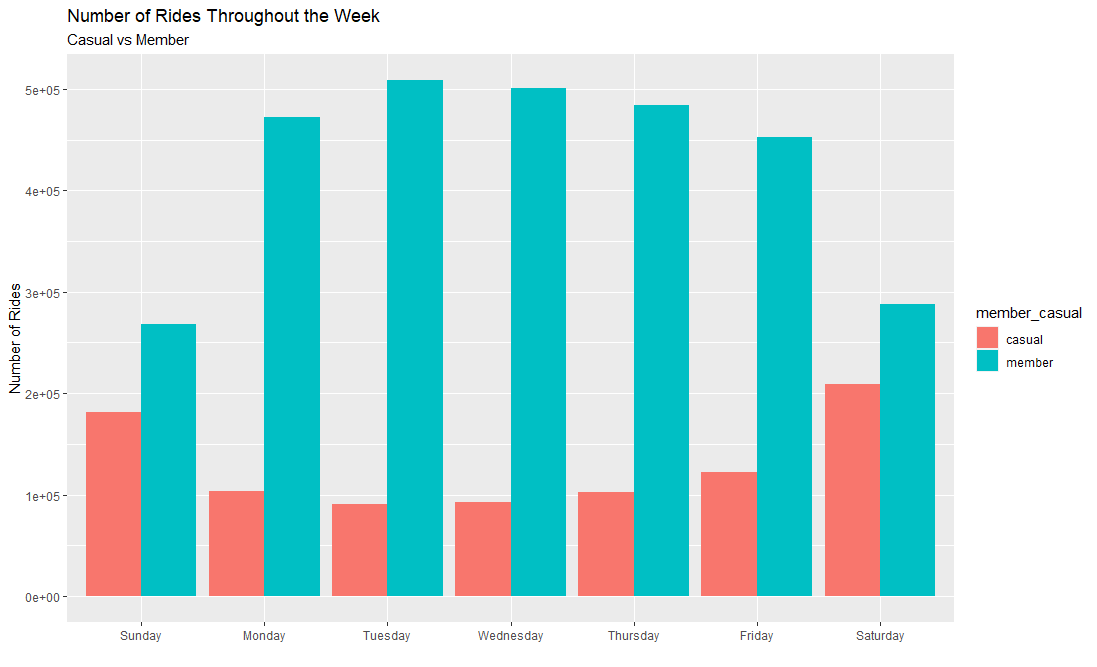 Number of Rides Throughout the Week
Casual vs Member
Number of Rides
5e+05
4e+05
3e+05
2e+05
1e+05
0e+00
Sunday Monday Tuesday Wednesday Thursday Friday Saturday
member_casual
casual
member